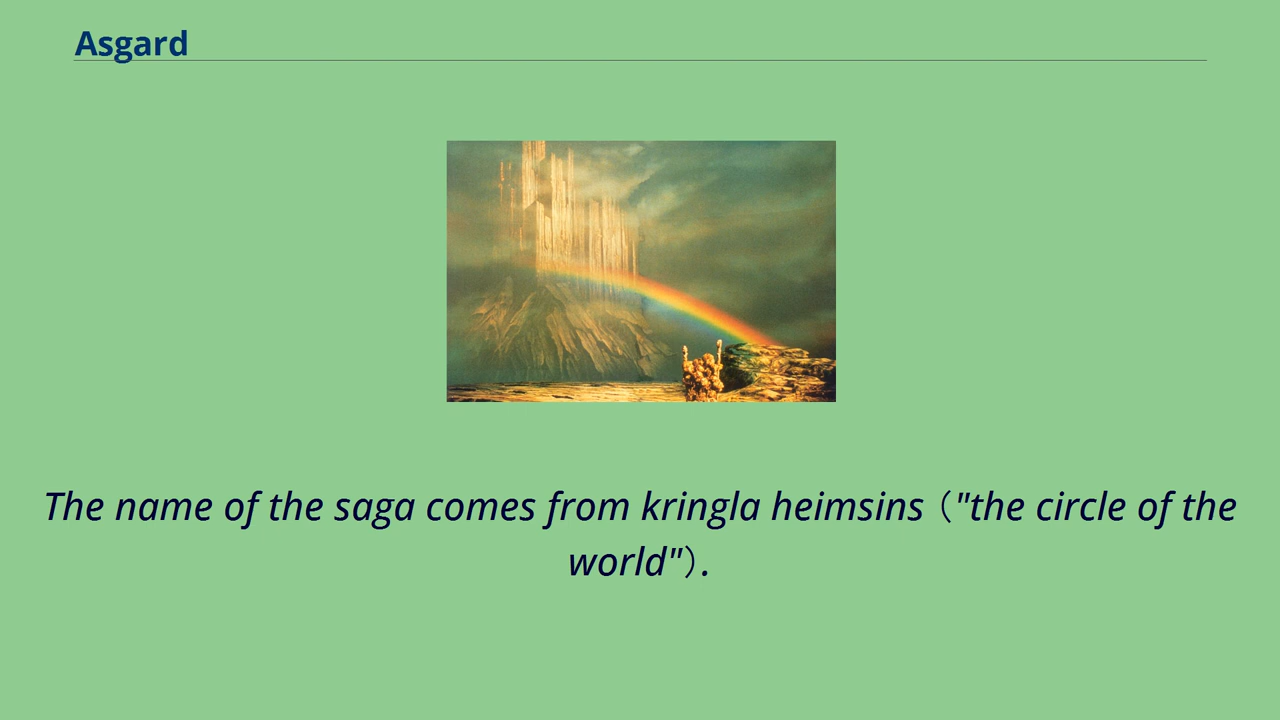 Asgard
The name of the saga comes from kringla heimsins（"the circle of the
world"）.